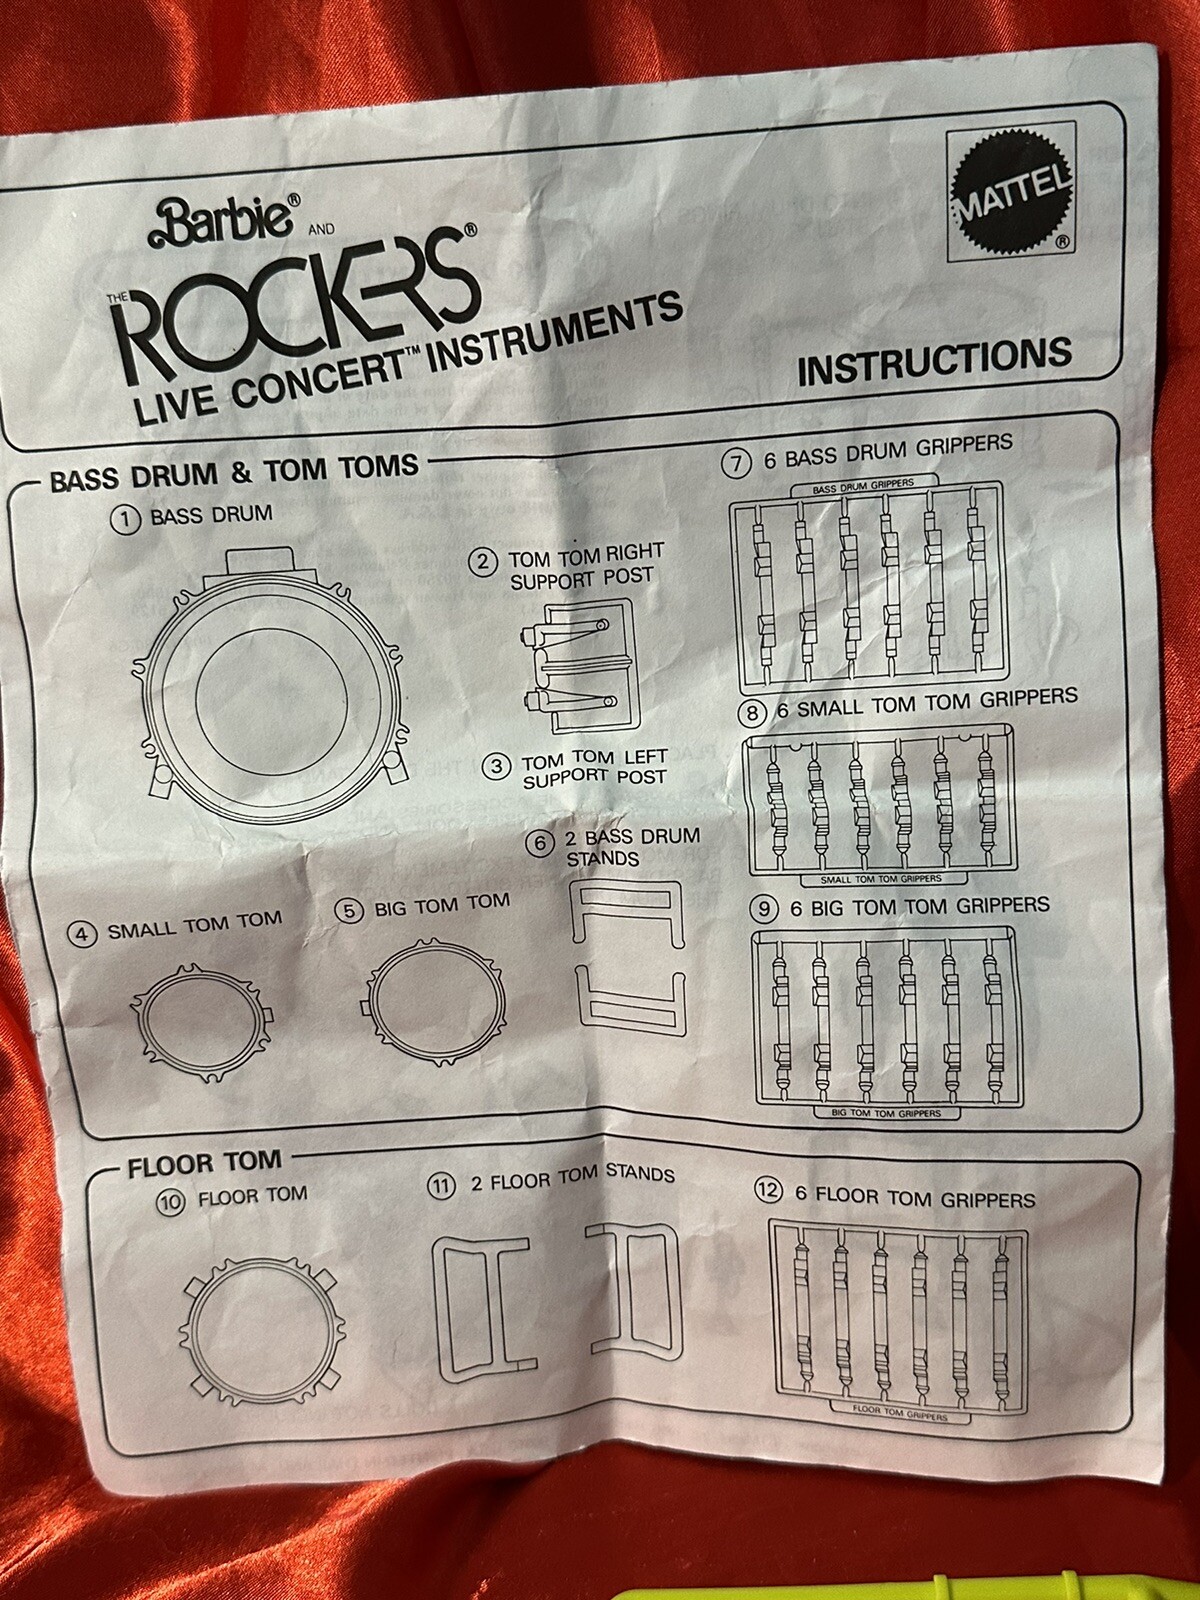 Barbie® AND
THE ROCKERS®
LIVE CONCERT™ INSTRUMENTS
MATTEL
®
INSTRUCTIONS
BASS DRUM & TOM TOMS
1 BASS DRUM
2 TOM TOM RIGHT
SUPPORT POST
3 TOM TOM LEFT
SUPPORT POST
4 SMALL TOM TOM
5 BIG TOM TOM
6 2 BASS DRUM
STANDS
7 6 BASS DRUM GRIPPERS
BASS DRUM GRIPPERS
8 6 SMALL TOM TOM GRIPPERS
SMALL TOM TOM GRIPPERS
9 6 BIG TOM TOM GRIPPERS
BIG TOM TOM GRIPPERS
FLOOR TOM
10 FLOOR TOM
11 2 FLOOR TOM STANDS
12 6 FLOOR TOM GRIPPERS
FLOOR TOM GRIPPERS